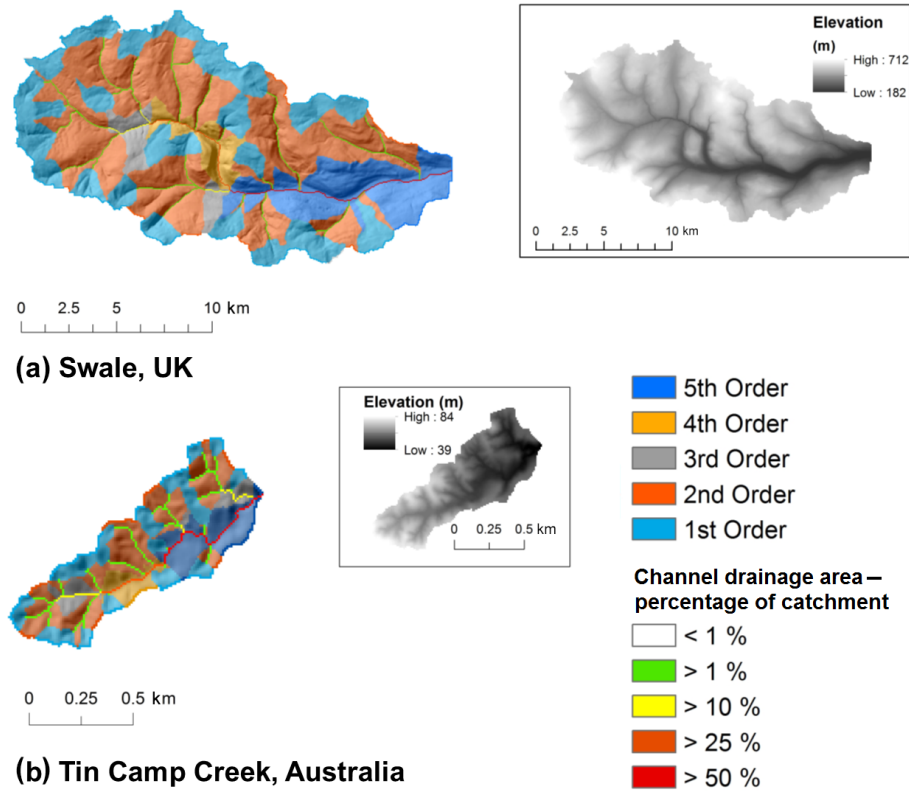 Elevation
(m)
High : 712
Low : 182
0 2.5 5 10 km
0 2.5 5 10 km
(a) Swale, UK
Elevation (m)
High : 84
Low : 39
0 0.25 0.5 km
5th Order
4th Order
3rd Order
2nd Order
1st Order
Channel drainage area—
percentage of catchment
< 1 %
> 1 %
> 10 %
> 25 %
> 50 %
0 0.25 0.5 km
(b) Tin Camp Creek, Australia